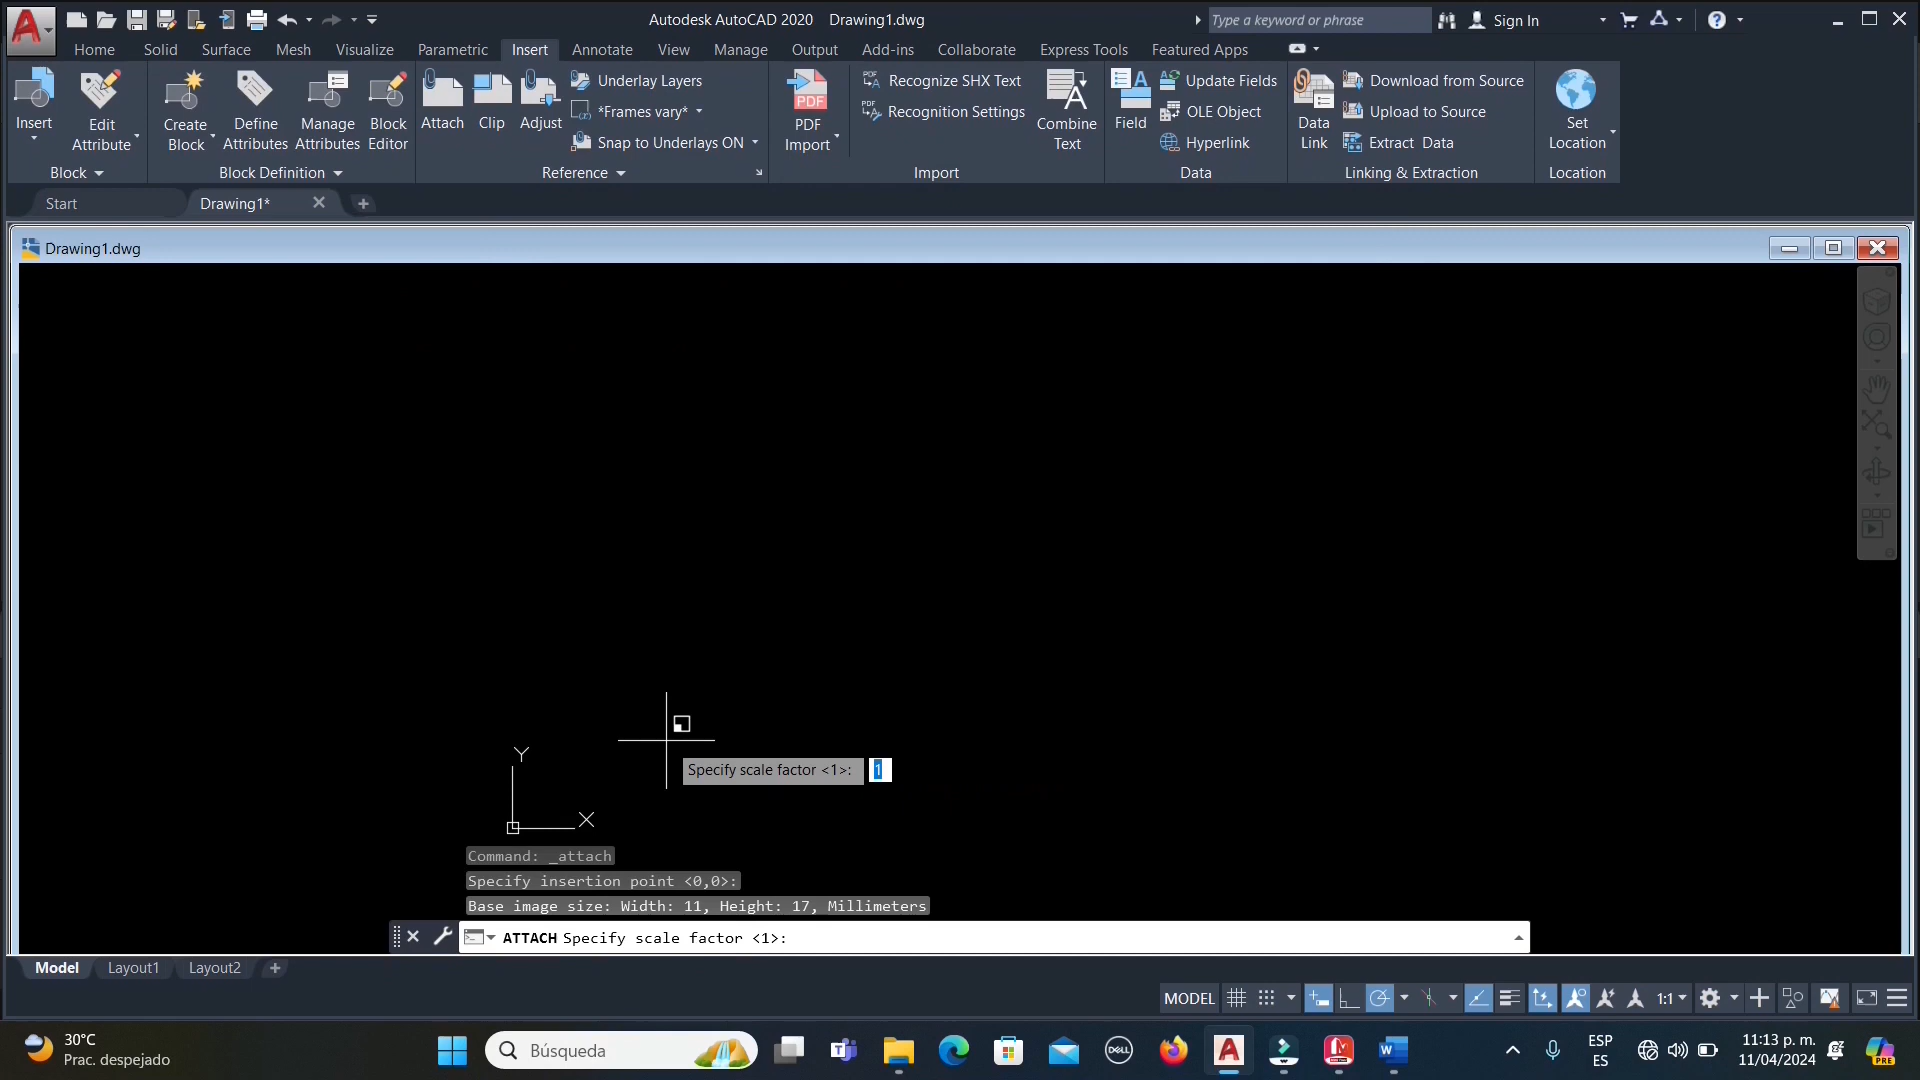 Autodesk AutoCAD 2020 Drawing1.dwg
Type a keyword or phrase
Sign In
Home Solid Surface Mesh Visualize Parametric Insert Annotate View Manage Output Add-ins Collaborate Express Tools Featured Apps
Insert
Edit Attribute
Block
Create Block
Define Attributes
Manage Attributes
Block Editor
Block Definition
Attach
Clip
Adjust
Underlay Layers
*Frames vary*
Snap to Underlays ON
Reference
PDF Import
Recognize SHX Text
Recognition Settings
Combine Text
Import
Field
Update Fields
OLE Object
Hyperlink
Data
Data Link
Download from Source
Upload to Source
Extract Data
Linking & Extraction
Set Location
Location
Start
Drawing1*
Drawing1.dwg
Y
X
Specify scale factor <1>: 1
Command: _attach
Specify insertion point <0,0>:
Base image size: Width: 11, Height: 17, Millimeters
ATTACH Specify scale factor <1>:
Model Layout1 Layout2
MODEL
1:1
30°C
Prac. despejado
Búsqueda
DELL
ESP
ES
11:13 p. m.
11/04/2024
PRE